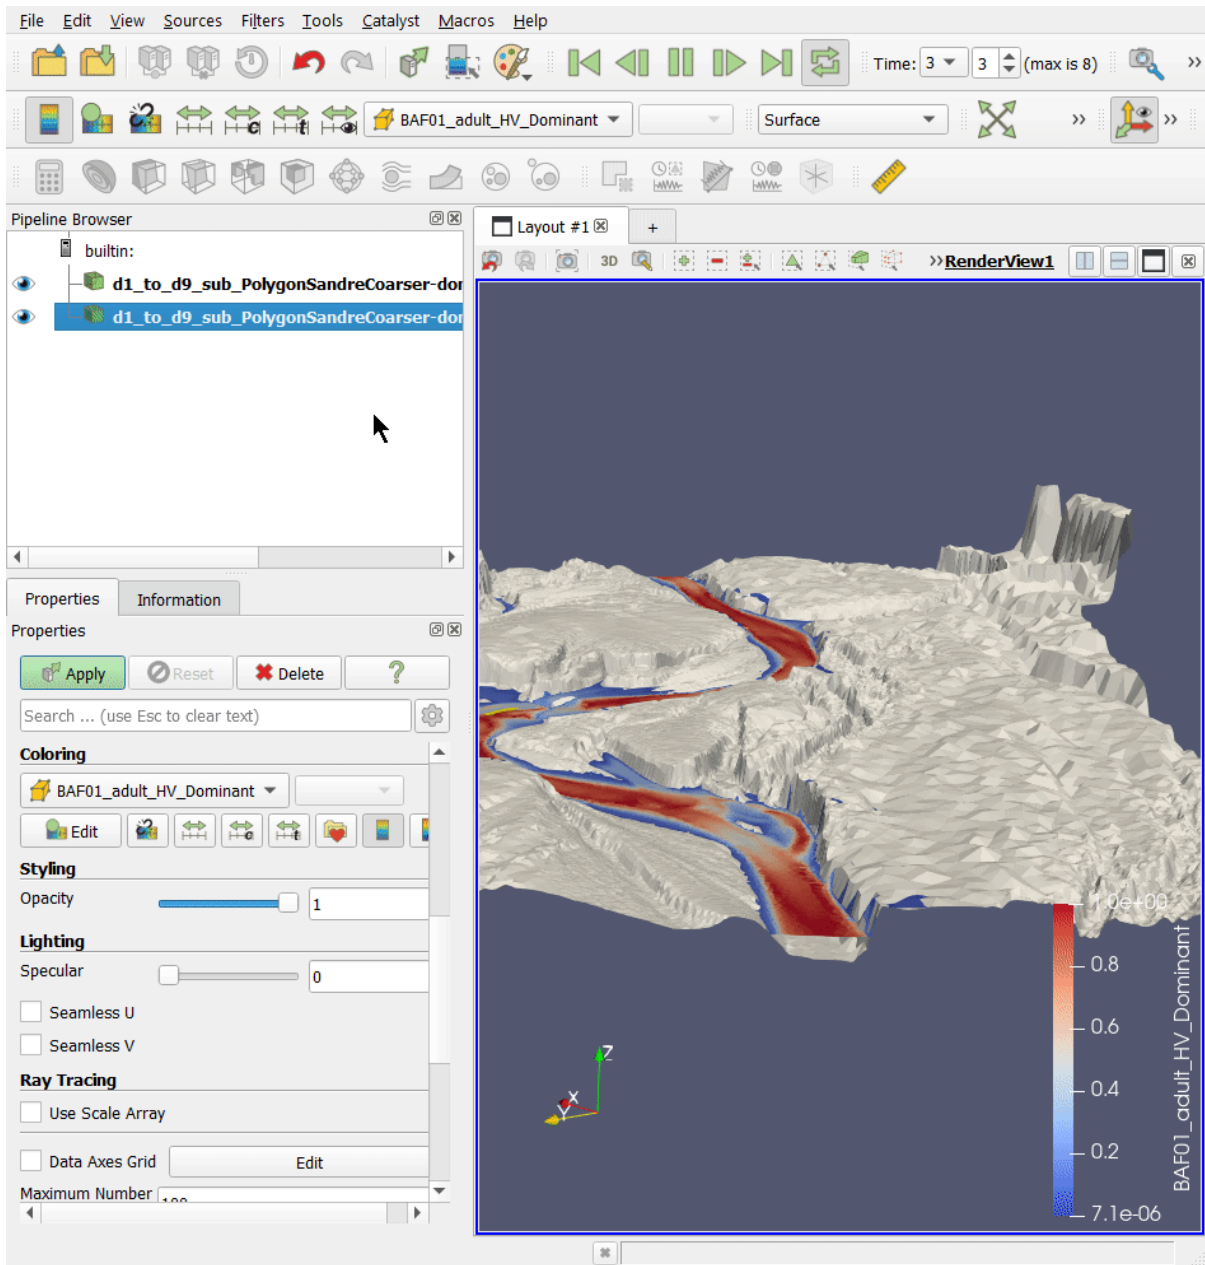 File Edit View Sources Filters Tools Catalyst Macros Help
Time: 3 3 (max is 8)
BAF01_adult_HV_Dominant Surface
Pipeline Browser
builtin:
d1_to_d9_sub_PolygonSandreCoarser-dor
d1_to_d9_sub_PolygonSandreCoarser-dor
Properties Information
Properties
Apply Reset Delete ?
Search ... (use Esc to clear text)
Coloring
BAF01_adult_HV_Dominant
Edit
Styling
Opacity 1
Lighting
Specular 0
Seamless U
Seamless V
Ray Tracing
Use Scale Array
Data Axes Grid Edit
Maximum Number 100
Layout #1 +
3D RenderView1
1.0e+00
0.8
0.6
0.4
0.2
7.1e-06
BAF01_adult_HV_Dominant
Z
X
Y